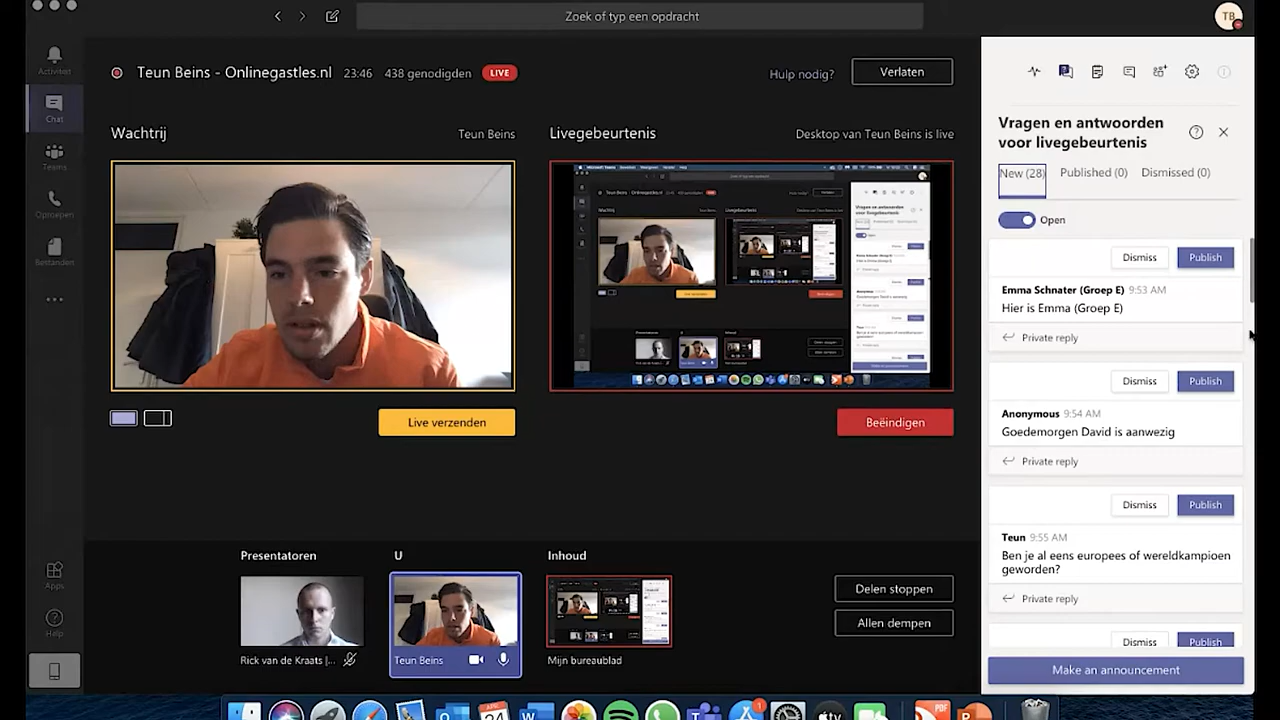 Zoek of typ een opdracht
TB
Activiteit
Chat
Teams
Oproepen
Bestanden
Apps
Help
Teun Beins - Onlinegastles.nl 23:46 438 genodigden LIVE
Hulp nodig?
Verlaten
Wachtrij
Teun Beins
Livegebeurtenis
Desktop van Teun Beins is live
Live verzenden
Beëindigen
Presentatoren
U
Inhoud
Rick van de Kraats |...
Teun Beins
Mijn bureaublad
Delen stoppen
Allen dempen
Vragen en antwoorden
voor livegebeurtenis
New (28)
Published (0)
Dismissed (0)
Open
Dismiss
Publish
Emma Schnater (Groep E) 9:53 AM
Hier is Emma (Groep E)
Private reply
Dismiss
Publish
Anonymous 9:54 AM
Goedemorgen David is aanwezig
Private reply
Dismiss
Publish
Teun 9:55 AM
Ben je al eens europees of wereldkampioen
geworden?
Private reply
Dismiss
Publish
Make an announcement
APR.
24
1
PDF